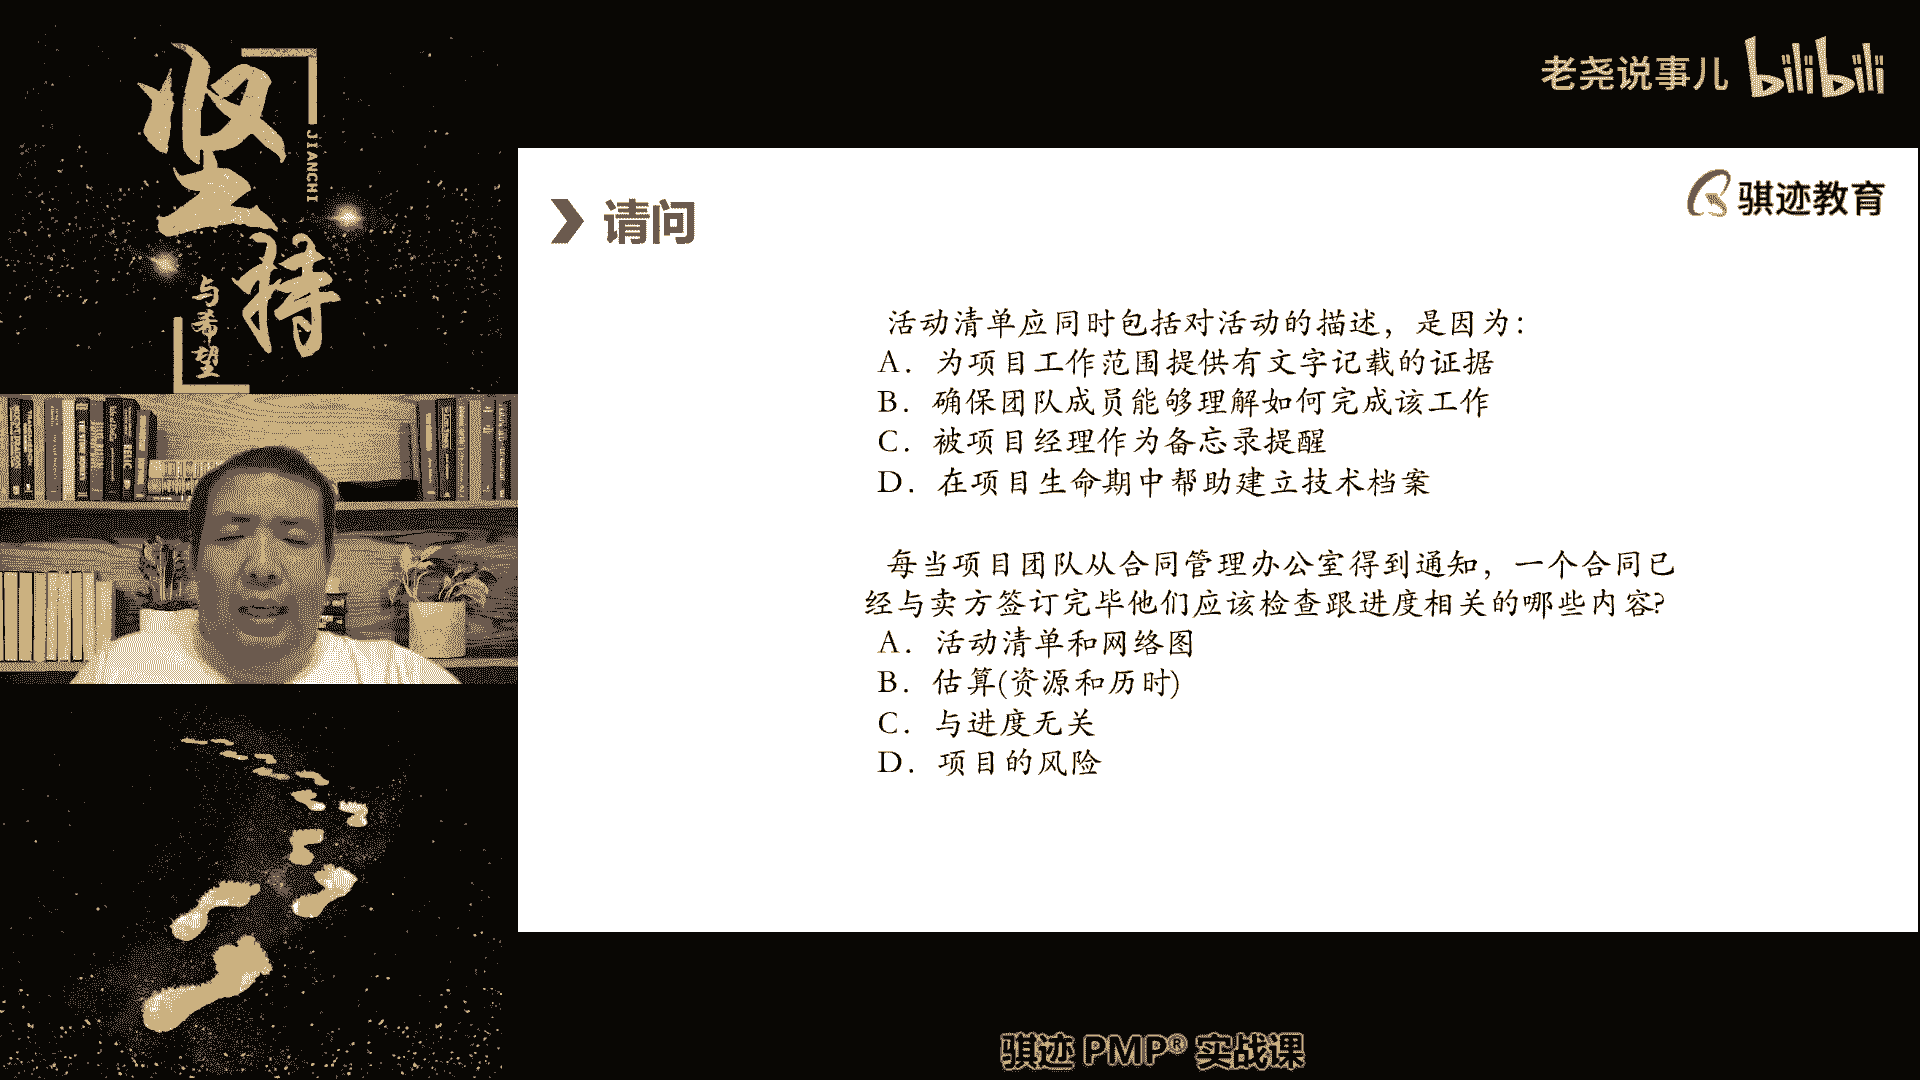 坚持
JIANCHI
与希望
老尧说事儿 bilibili
骐迹教育
请问
活动清单应同时包括对活动的描述，是因为：
A．为项目工作范围提供有文字记载的证据
B．确保团队成员能够理解如何完成该工作
C．被项目经理作为备忘录提醒
D．在项目生命期中帮助建立技术档案
每当项目团队从合同管理办公室得到通知，一个合同已
经与卖方签订完毕他们应该检查跟进度相关的哪些内容?
A．活动清单和网络图
B．估算(资源和历时)
C．与进度无关
D．项目的风险
骐迹 PMP® 实战课